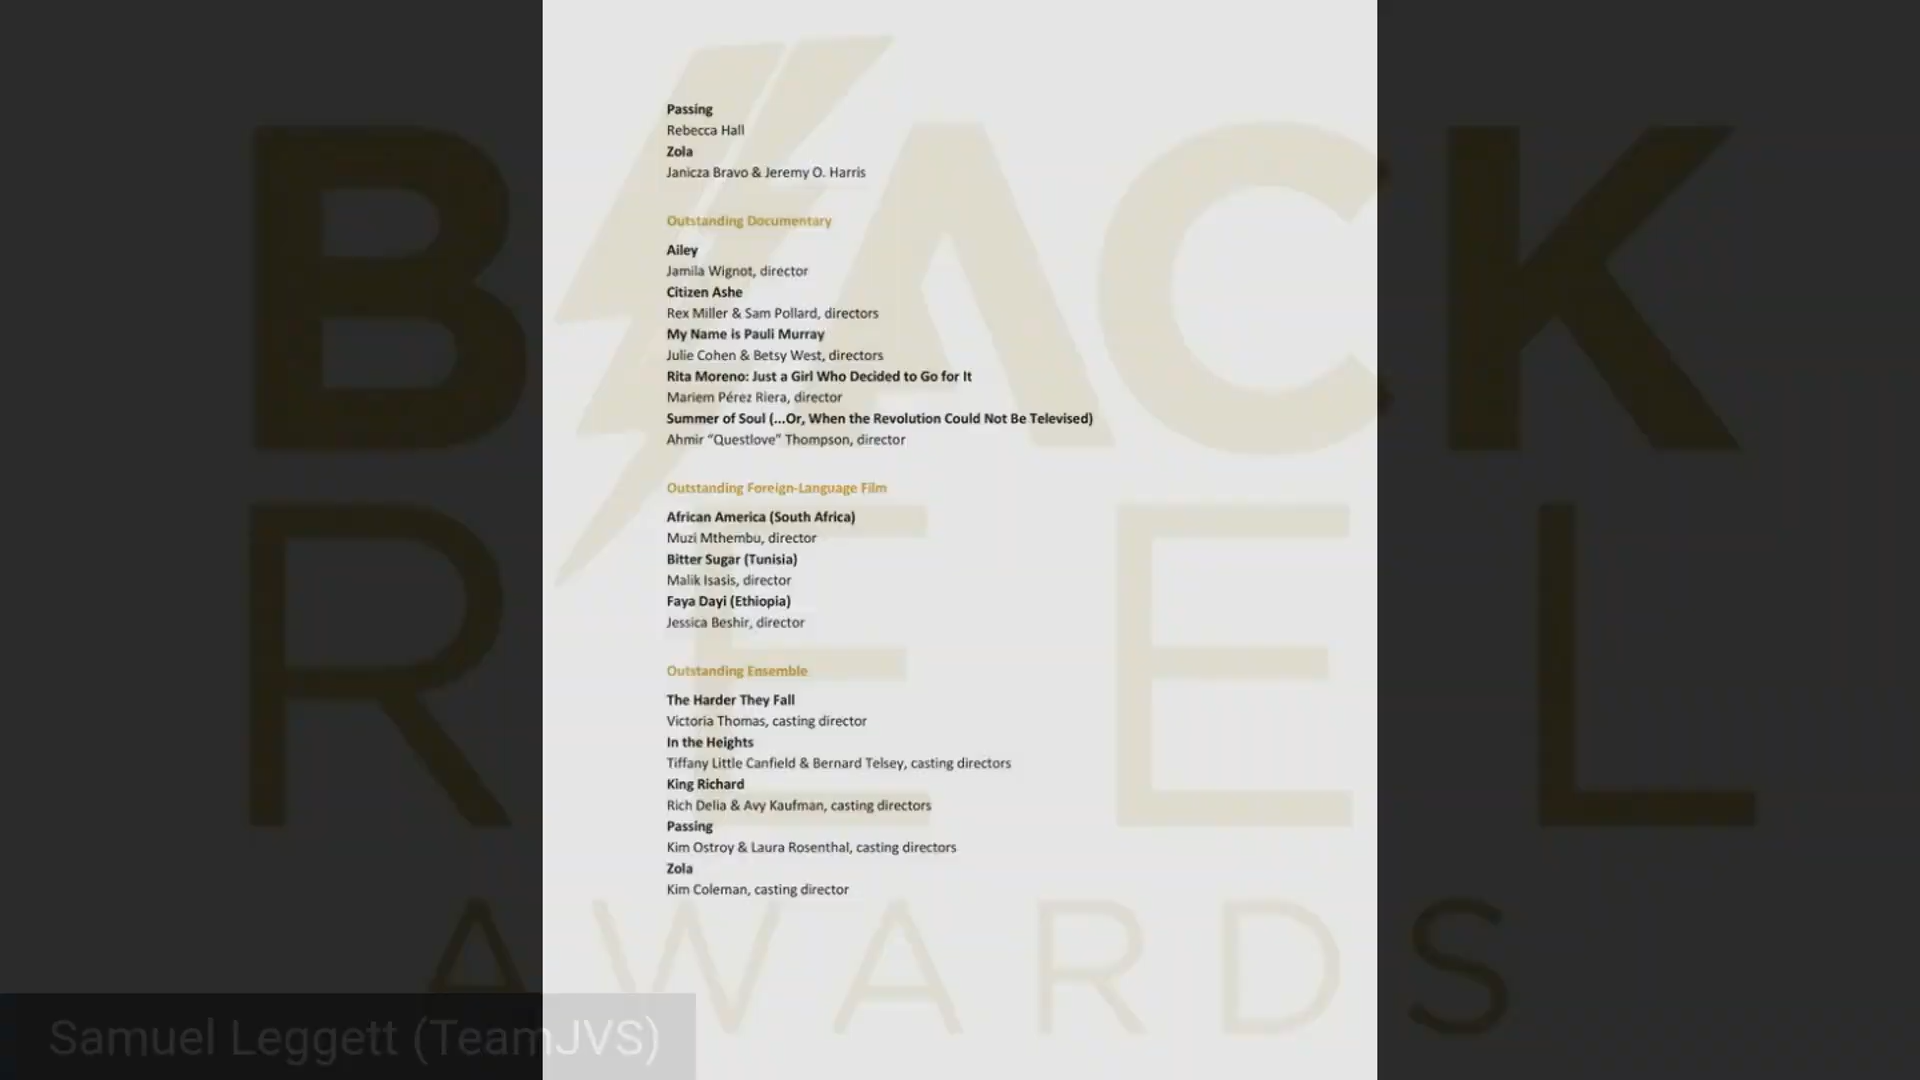 Passing
Rebecca Hall
Zola
Janicza Bravo & Jeremy O. Harris
Outstanding Documentary
Ailey
Jamila Wignot, director
Citizen Ashe
Rex Miller & Sam Pollard, directors
My Name is Pauli Murray
Julie Cohen & Betsy West, directors
Rita Moreno: Just a Girl Who Decided to Go for It
Mariem Pérez Riera, director
Summer of Soul (...Or, When the Revolution Could Not Be Televised)
Ahmir “Questlove” Thompson, director
Outstanding Foreign-Language Film
African America (South Africa)
Muzi Mthembu, director
Bitter Sugar (Tunisia)
Malik Isasis, director
Faya Dayi (Ethiopia)
Jessica Beshir, director
Outstanding Ensemble
The Harder They Fall
Victoria Thomas, casting director
In the Heights
Tiffany Little Canfield & Bernard Telsey, casting directors
King Richard
Rich Delia & Avy Kaufman, casting directors
Passing
Kim Ostroy & Laura Rosenthal, casting directors
Zola
Kim Coleman, casting director
BLACK
REEL
AWARDS
Samuel Leggett (TeamJVS)